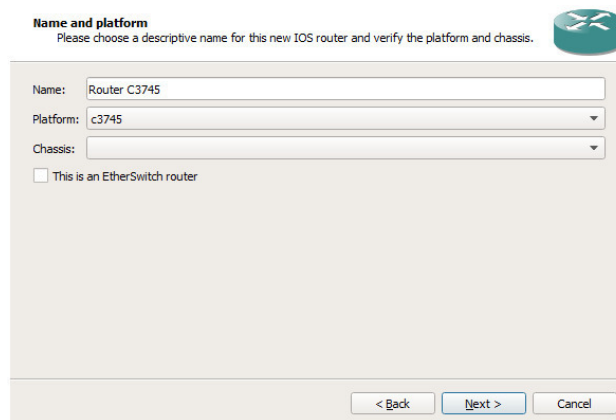 Name and platform
Please choose a descriptive name for this new IOS router and verify the platform and chassis.
Name: Router C3745
Platform: c3745
Chassis:
This is an EtherSwitch router
< Back Next > Cancel